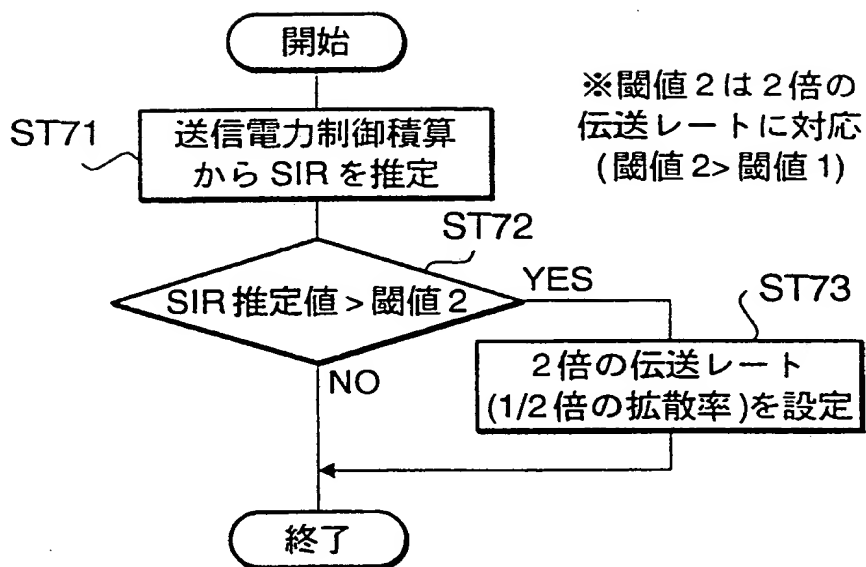 開始
※閾値2は2倍の
伝送レートに対応
(閾値2>閾値1)
ST71
送信電力制御積算
からSIRを推定
ST72
SIR推定値>閾値2
YES
ST73
2倍の伝送レート
(1/2倍の拡散率)を設定
NO
終了